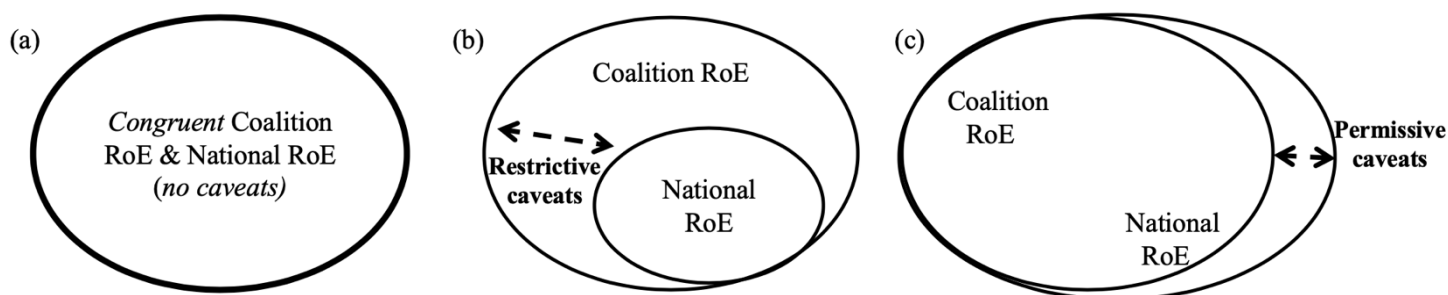 (a)
Congruent Coalition
RoE & National RoE
(no caveats)
(b)
Coalition RoE
Restrictive
caveats
National
RoE
(c)
Coalition
RoE
Permissive
caveats
National
RoE